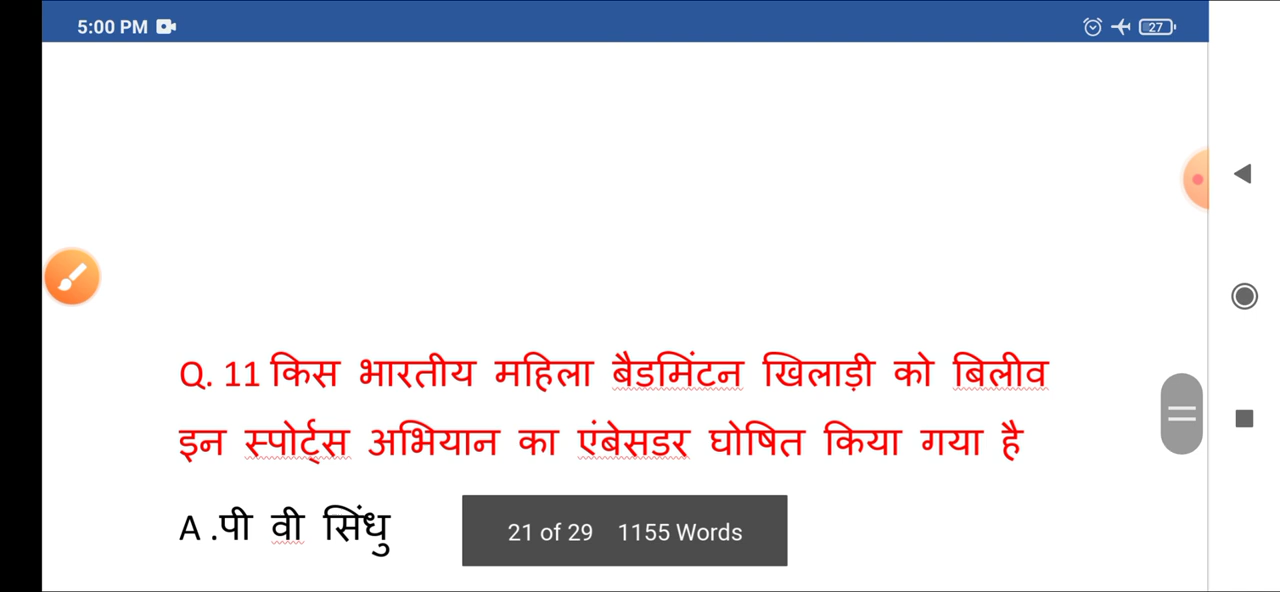 5:00 PM
27
Q. 11 किस भारतीय महिला बैडमिंटन खिलाड़ी को बिलीव
इन स्पोर्ट्स अभियान का एंबेसडर घोषित किया गया है
A .पी वी सिंधु
21 of 29 1155 Words